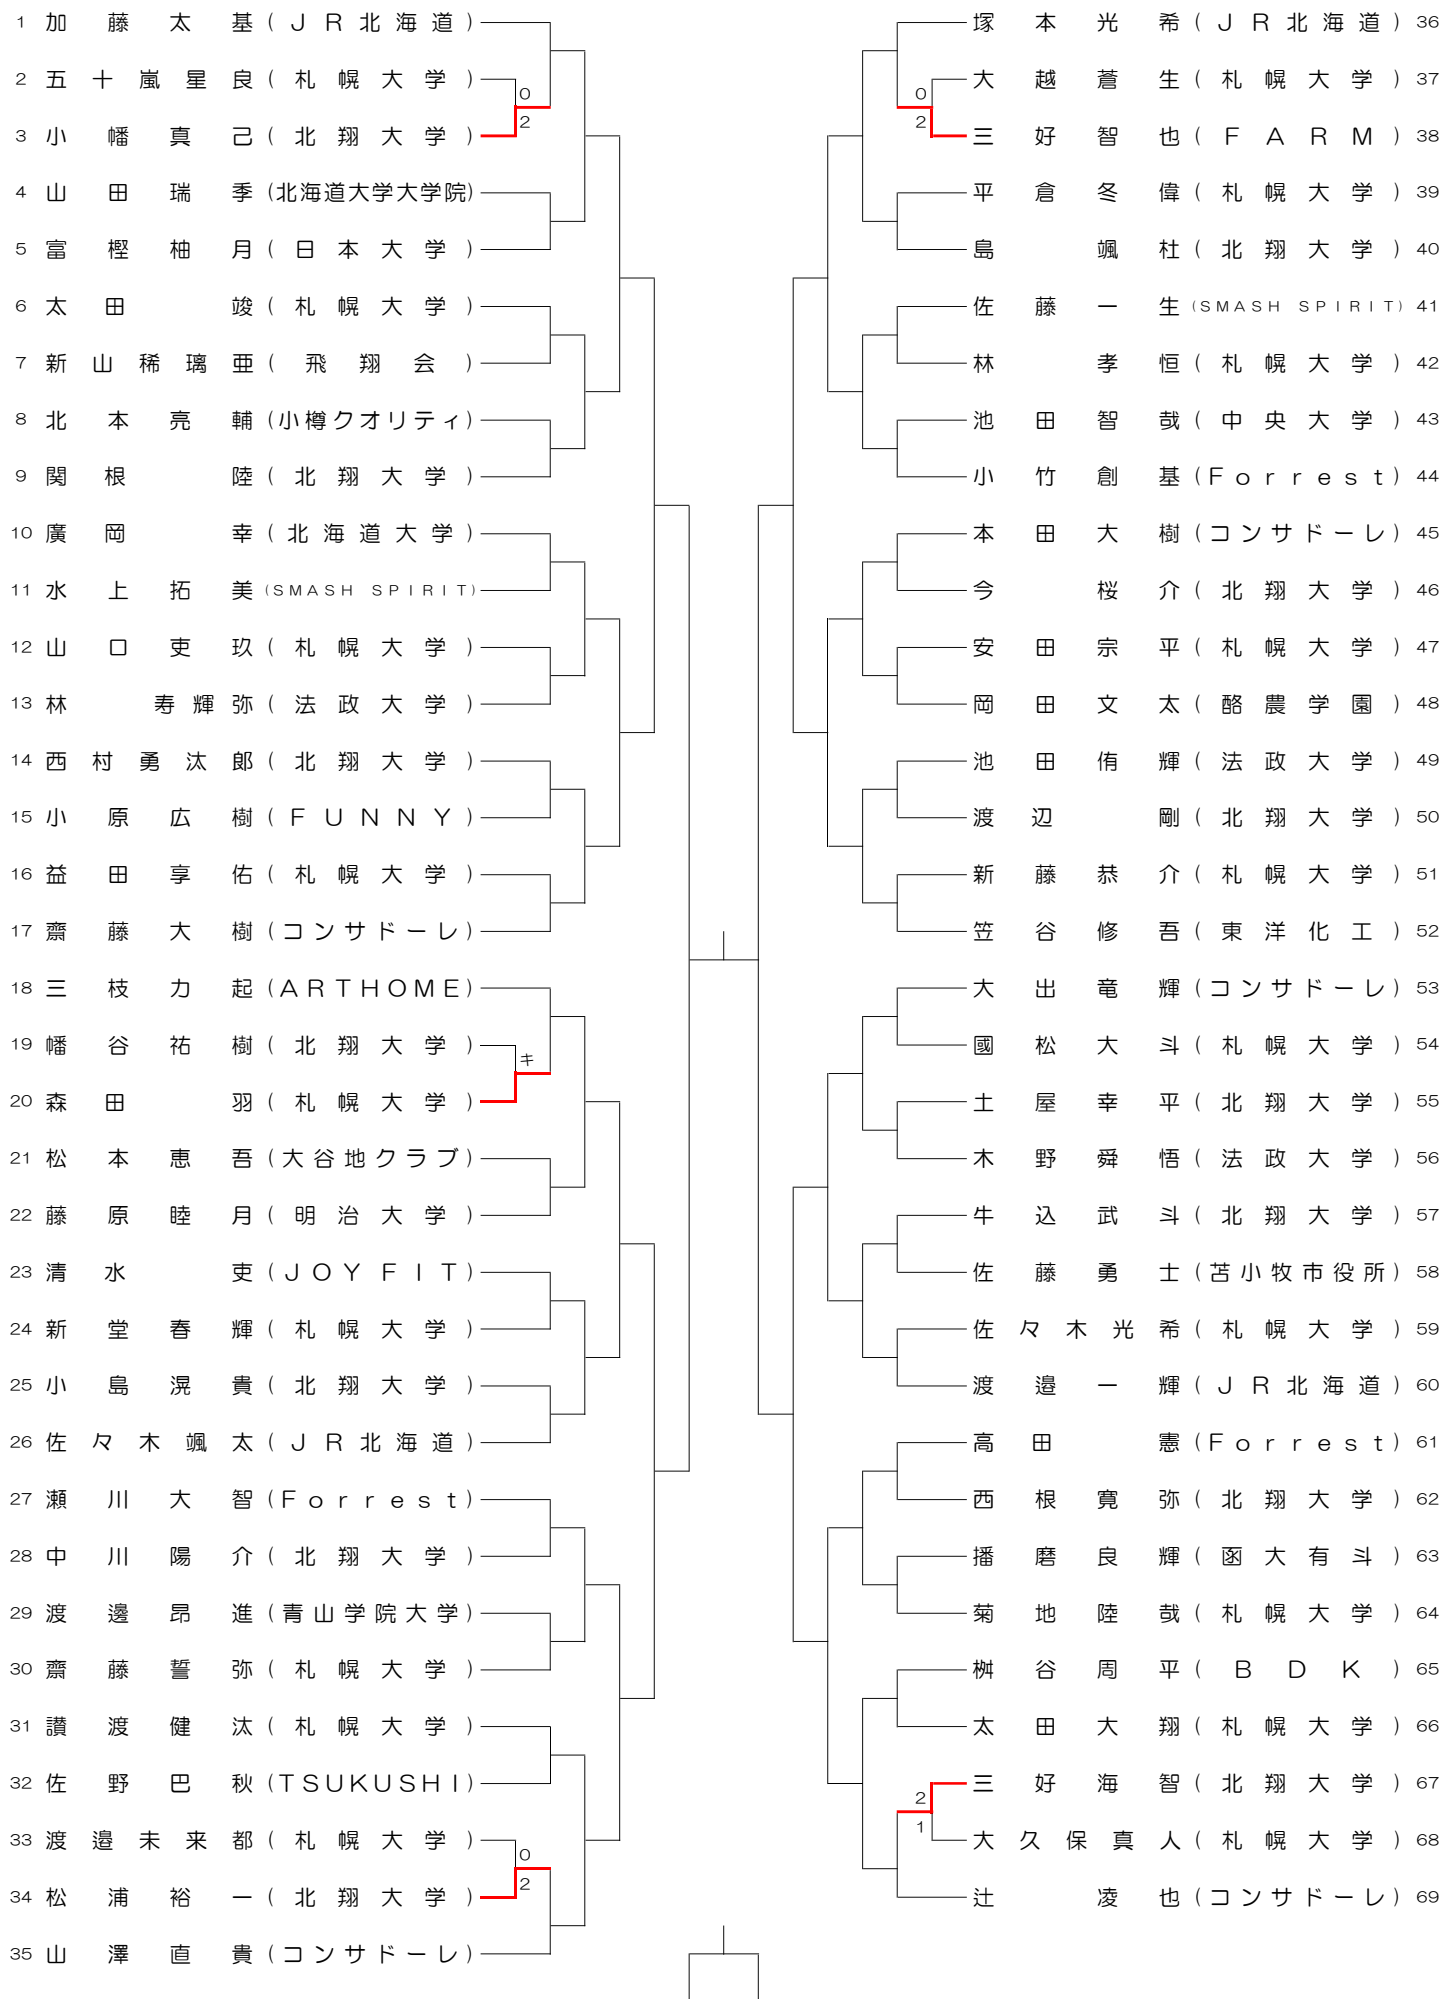 1 加藤太基(JR北海道)
2 五十嵐星良(札幌大学)
0
2
3 小幡真己(北翔大学)
4 山田瑞季(北海道大学大学院)
5 富樫柚月(日本大学)
6 太田竣(札幌大学)
7 新山稀璃亜(飛翔会)
8 北本亮輔(小樽クオリティ)
9 関根陸(北翔大学)
10 廣岡幸(北海道大学)
11 水上拓美(SMASH SPIRIT)
12 山口吏玖(札幌大学)
13 林寿輝弥(法政大学)
14 西村勇汰郎(北翔大学)
15 小原広樹(FUNNY)
16 益田享佑(札幌大学)
17 齋藤大樹(コンサドーレ)
18 三枝力起(ARTHOME)
19 幡谷祐樹(北翔大学)
キ
20 森田羽(札幌大学)
21 松本恵吾(大谷地クラブ)
22 藤原睦月(明治大学)
23 清水吏(JOYFIT)
24 新堂春輝(札幌大学)
25 小島滉貴(北翔大学)
26 佐々木颯太(JR北海道)
27 瀬川大智(Forrest)
28 中川陽介(北翔大学)
29 渡邊昂進(青山学院大学)
30 齋藤誓弥(札幌大学)
31 讃渡健汰(札幌大学)
32 佐野巴秋(TSUKUSHI)
33 渡邉未来都(札幌大学)
0
2
34 松浦裕一(北翔大学)
35 山澤直貴(コンサドーレ)
塚本光希(JR北海道) 36
大越蒼生(札幌大学) 37
0
2
三好智也(FARM) 38
平倉冬偉(札幌大学) 39
島颯杜(北翔大学) 40
佐藤一生(SMASH SPIRIT) 41
林孝恒(札幌大学) 42
池田智哉(中央大学) 43
小竹創基(Forrest) 44
本田大樹(コンサドーレ) 45
今桜介(北翔大学) 46
安田宗平(札幌大学) 47
岡田文太(酪農学園) 48
池田侑輝(法政大学) 49
渡辺剛(北翔大学) 50
新藤恭介(札幌大学) 51
笠谷修吾(東洋化工) 52
大出竜輝(コンサドーレ) 53
國松大斗(札幌大学) 54
土屋幸平(北翔大学) 55
木野舜悟(法政大学) 56
牛込武斗(北翔大学) 57
佐藤勇士(苫小牧市役所) 58
佐々木光希(札幌大学) 59
渡邉一輝(JR北海道) 60
高田憲(Forrest) 61
西根寛弥(北翔大学) 62
播磨良輝(函大有斗) 63
菊地陸哉(札幌大学) 64
桝谷周平(BDK) 65
太田大翔(札幌大学) 66
三好海智(北翔大学) 67
2
1
大久保真人(札幌大学) 68
辻凌也(コンサドーレ) 69